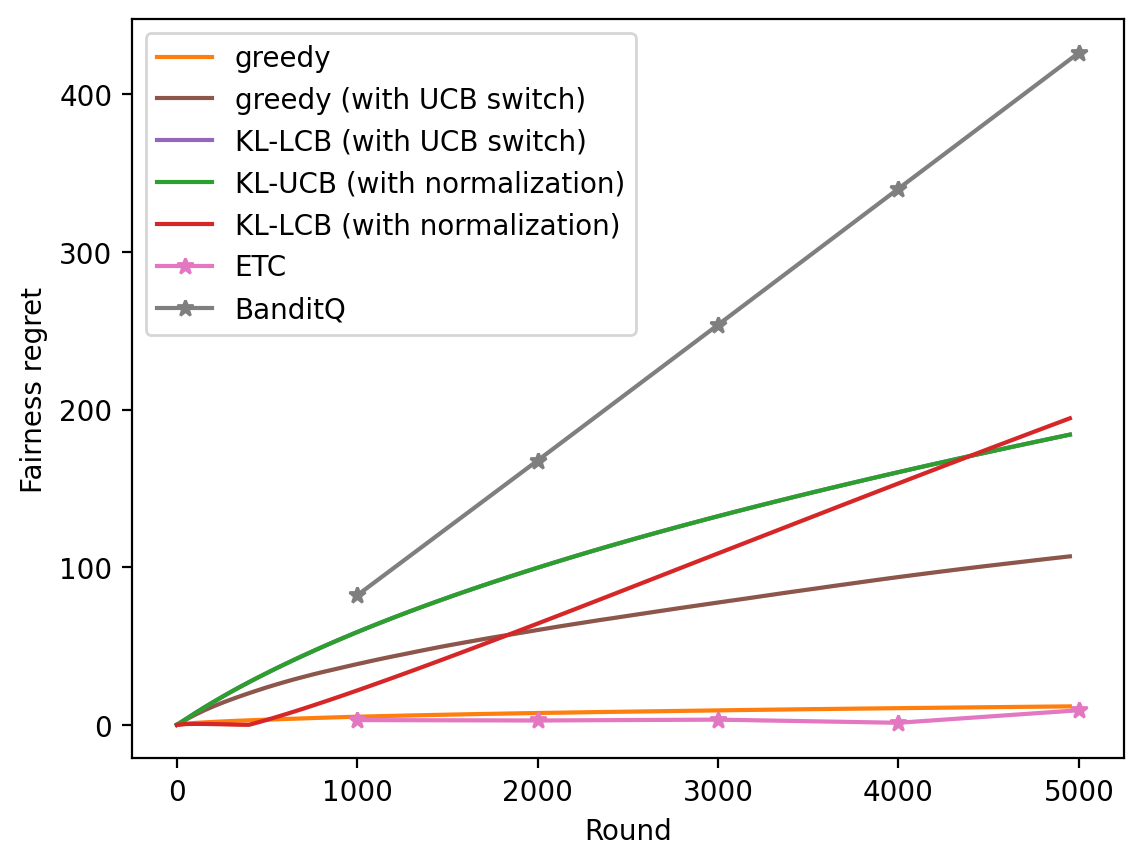 greedy
greedy (with UCB switch)
KL-LCB (with UCB switch)
KL-UCB (with normalization)
KL-LCB (with normalization)
ETC
BanditQ
Fairness regret
400
300
200
100
0
0 1000 2000 3000 4000 5000
Round